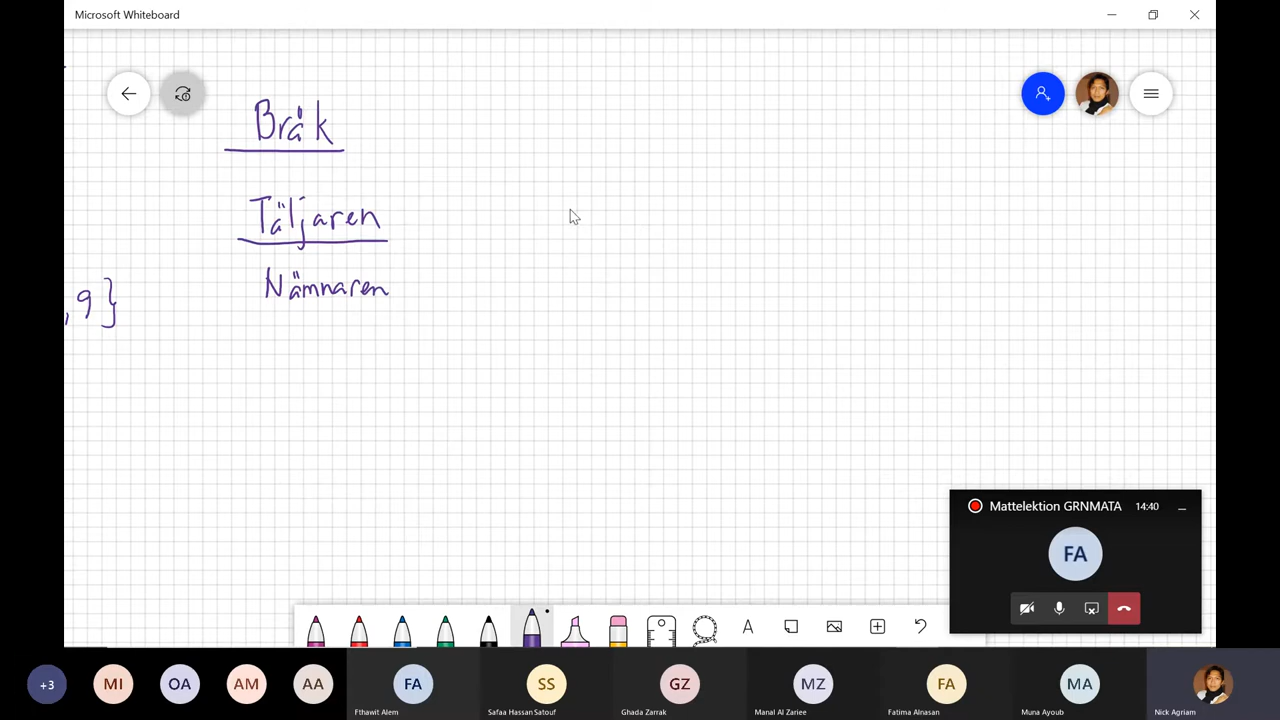 Microsoft Whiteboard
Bråk
Täljaren
Nämnaren
, 9 }
Mattelektion GRNMATA 14:40
FA
A
+3 MI OA AM AA FA SS GZ MZ FA MA
Fthawit Alem Safaa Hassan Satouf Ghada Zarrak Manal Al Zariee Fatima Alnasan Muna Ayoub Nick Agriam